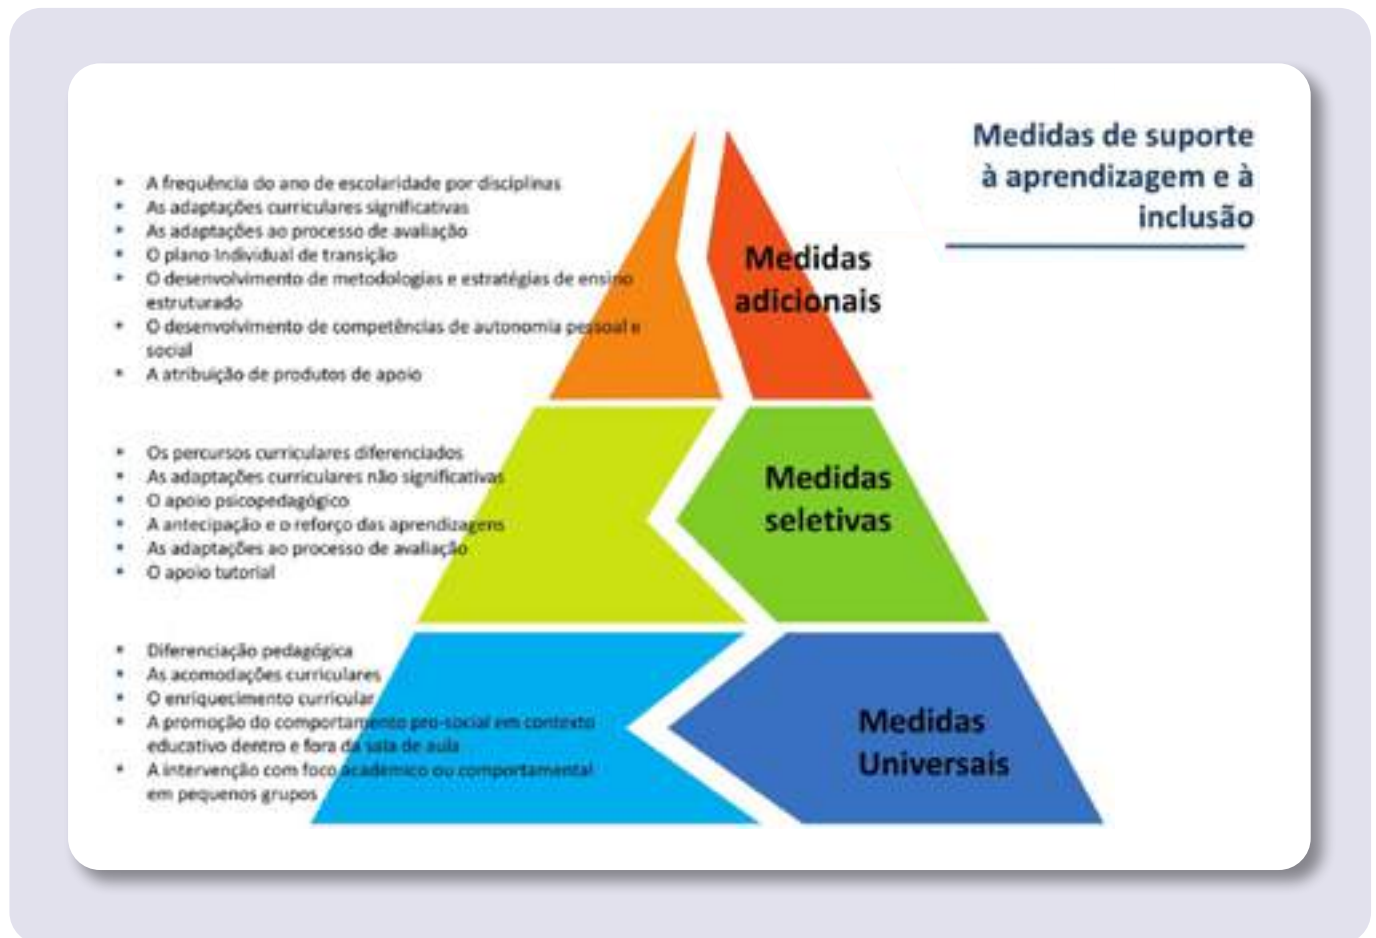 Medidas de suporte
à aprendizagem e à
inclusão
A frequência do ano de escolaridade por disciplinas
As adaptações curriculares significativas
As adaptações ao processo de avaliação
O plano Individual de transição
O desenvolvimento de metodologias e estratégias de ensino
estruturado
O desenvolvimento de competências de autonomia pessoal e
social
A atribuição de produtos de apoio
Medidas
adicionais
Os percursos curriculares diferenciados
As adaptações curriculares não significativas
O apoio psicopedagógico
A antecipação e o reforço das aprendizagens
As adaptações ao processo de avaliação
O apoio tutorial
Medidas
seletivas
Diferenciação pedagógica
As acomodações curriculares
O enriquecimento curricular
A promoção do comportamento pro-social em contexto
educativo dentro e fora da sala de aula
A intervenção com foco académico ou comportamental
em pequenos grupos
Medidas
Universais